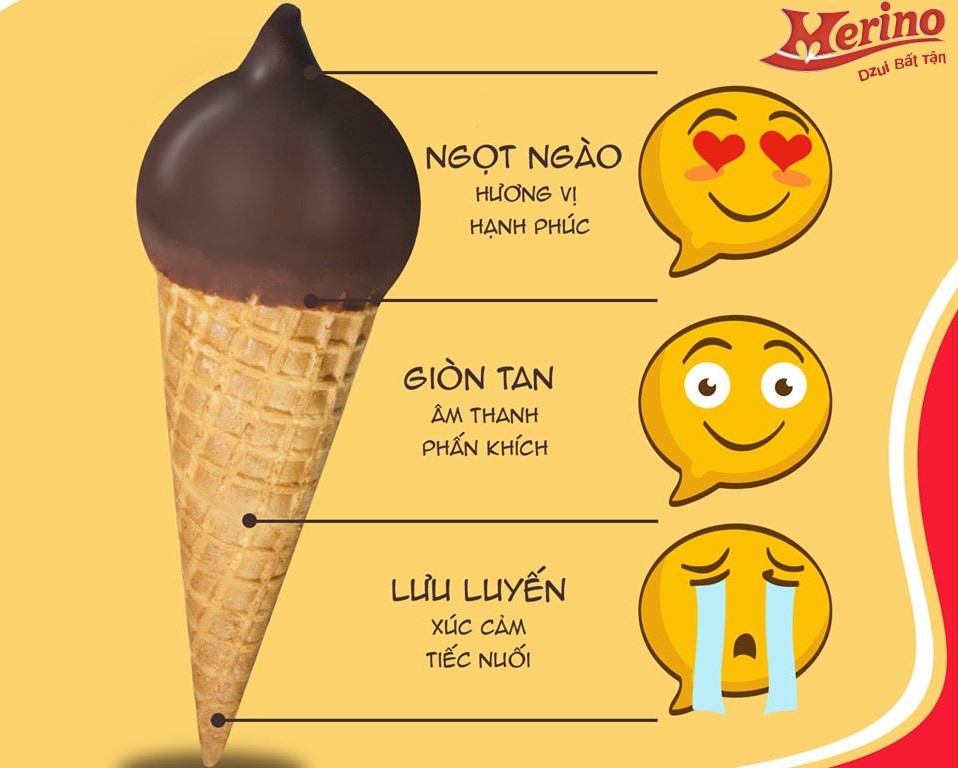 Merino
Dzui Bất Tận
NGỌT NGÀO
HƯƠNG VỊ
HẠNH PHÚC
GIÒN TAN
ÂM THANH
PHẤN KHÍCH
LƯU LUYẾN
XÚC CẢM
TIẾC NUỐI